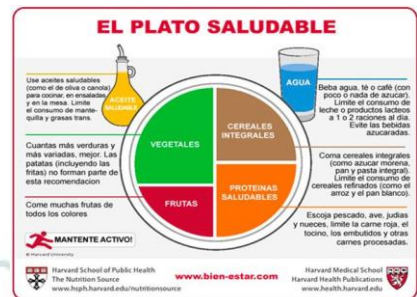 EL PLATO SALUDABLE
Use aceites saludables
(como el de oliva o canola)
para cocinar, en ensaladas,
y en la mesa. Limite
el consumo de mante-
quilla y grasas trans.
ACEITE
SALUDABLE
AGUA
Beba agua, té o café (con
poco o nada de azucar).
Limite el consumo de
leche o productos lacteos
a 1 o 2 raciones al día.
Evite las bebidas
azucaradas.
Cuantas más verduras y
más variadas, mejor. Las
patatas (incluyendo las
fritas) no forman parte de
esta recomendacion
VEGETALES
CEREALES
INTEGRALES
Coma cereales integrales
(como azucar morena,
pan y pasta integral).
Limite el consumo de
cereales refinados (como el
arroz y el pan blanco).
Come muchas frutas de
todos los colores
FRUTAS
PROTEINAS
SALUDABLES
Escoja pescado, ave, judias
y nueces, limite la carne roja, el
tocino, los embutidos y otras
carnes procesadas.
MANTENTE ACTIVO!
© Harvard University
Harvard School of Public Health
The Nutrition Source
www.hsph.harvard.edu/nutritionsource
www.bien-estar.com
Harvard Medical School
Harvard Health Publications
www.health.harvard.edu